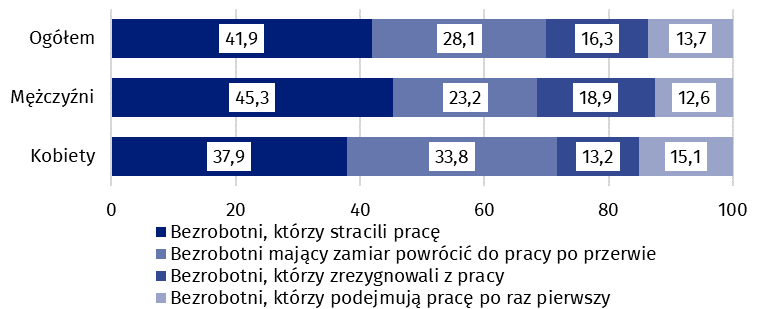 Ogółem 41,9 28,1 16,3 13,7
Mężczyźni 45,3 23,2 18,9 12,6
Kobiety 37,9 33,8 13,2 15,1
0 20 40 60 80 100
Bezrobotni, którzy stracili pracę
Bezrobotni mający zamiar powrócić do pracy po przerwie
Bezrobotni, którzy zrezygnowali z pracy
Bezrobotni, którzy podejmują pracę po raz pierwszy